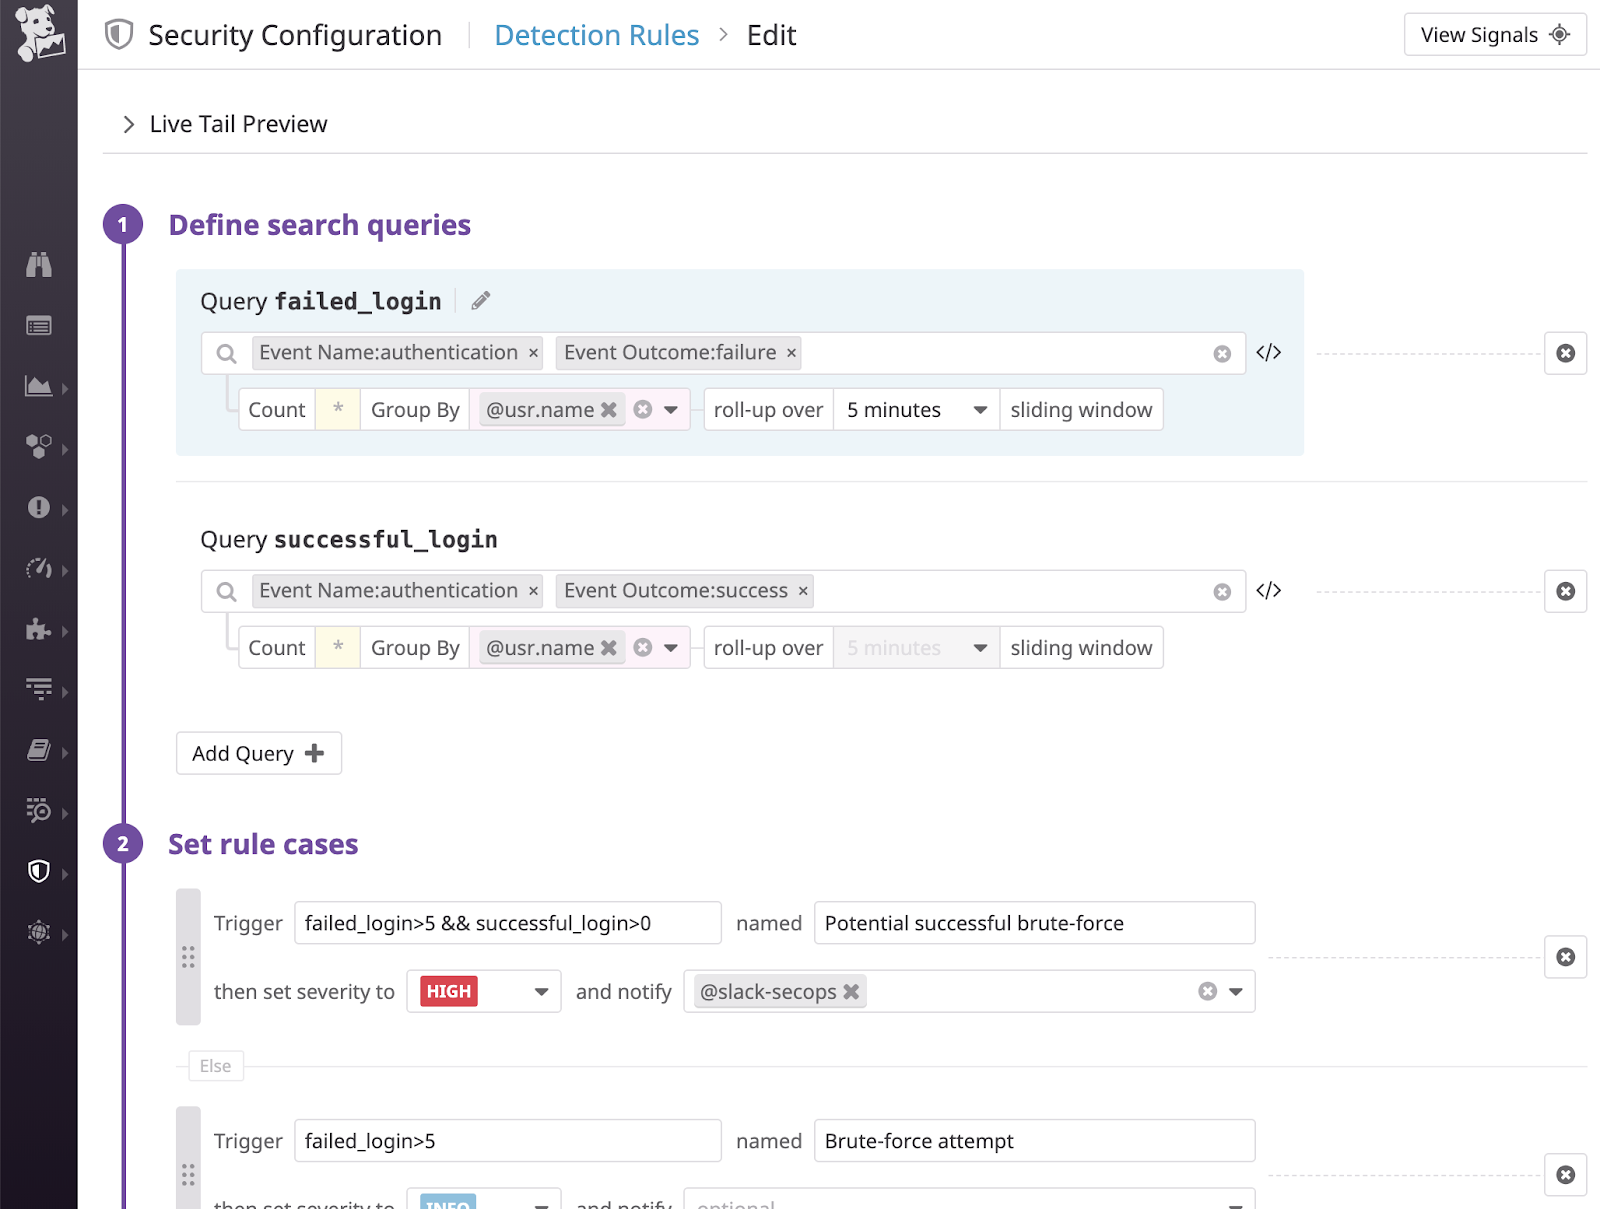 Security Configuration Detection Rules > Edit View Signals
Live Tail Preview
1 Define search queries
Query failed_login
Event Name:authentication × Event Outcome:failure × </>
Count * Group By @usr.name roll-up over 5 minutes sliding window
Query successful_login
Event Name:authentication × Event Outcome:success × </>
Count * Group By @usr.name roll-up over 5 minutes sliding window
Add Query +
2 Set rule cases
Trigger failed_login>5 && successful_login>0 named Potential successful brute-force
then set severity to HIGH and notify @slack-secops
Else
Trigger failed_login>5 named Brute-force attempt
then set severity to INFO and notify optional